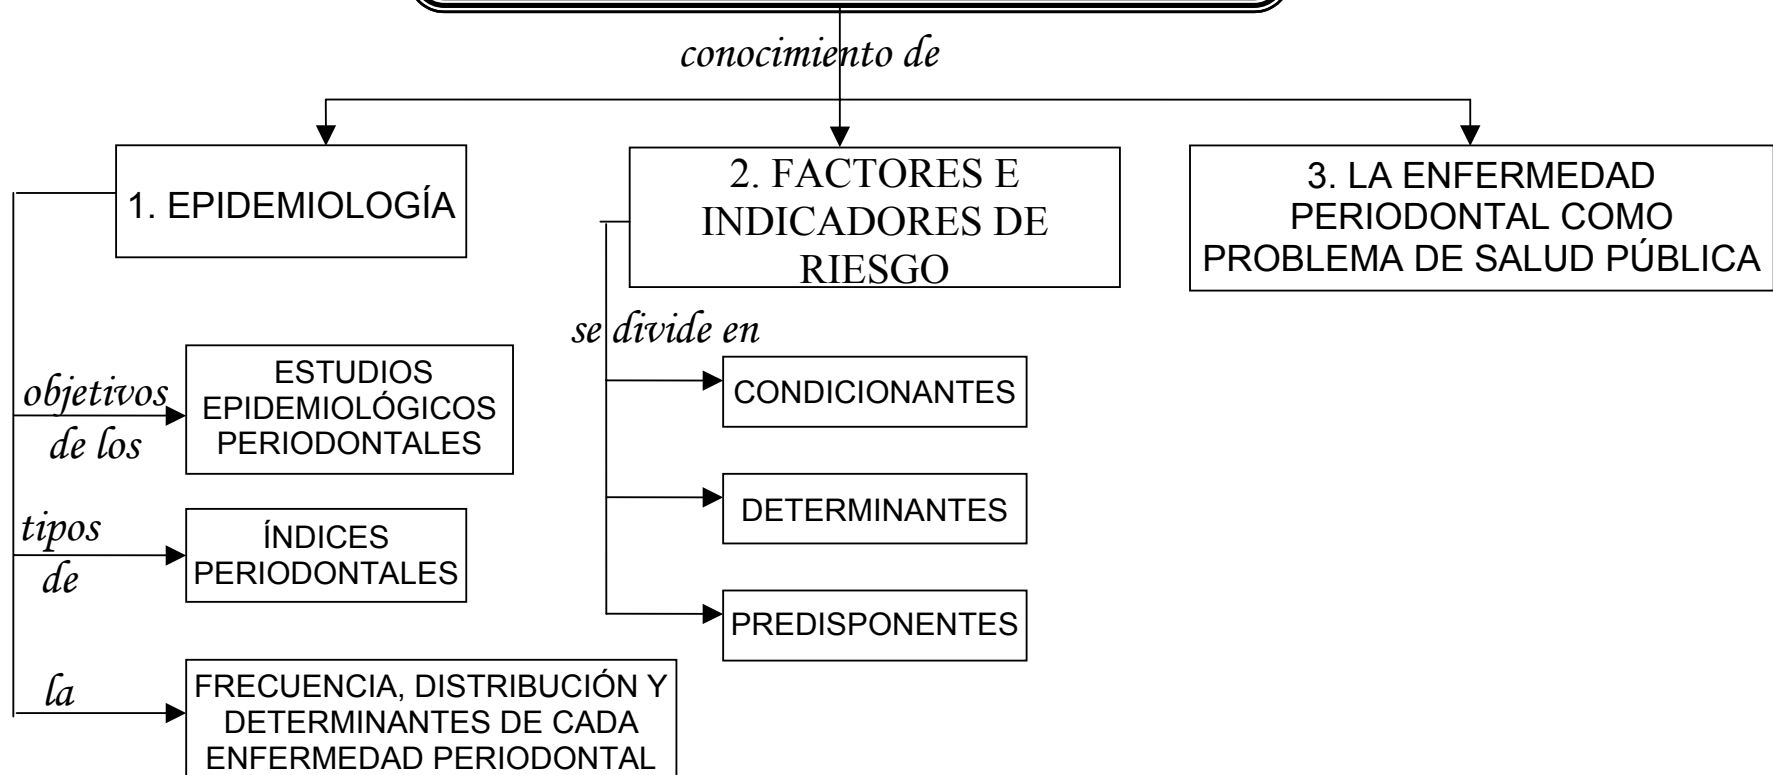 conocimiento de
1. EPIDEMIOLOGÍA
2. FACTORES E
INDICADORES DE
RIESGO
3. LA ENFERMEDAD
PERIODONTAL COMO
PROBLEMA DE SALUD PÚBLICA
objetivos
de los
ESTUDIOS
EPIDEMIOLÓGICOS
PERIODONTALES
tipos
de
ÍNDICES
PERIODONTALES
la
FRECUENCIA, DISTRIBUCIÓN Y
DETERMINANTES DE CADA
ENFERMEDAD PERIODONTAL
se divide en
CONDICIONANTES
DETERMINANTES
PREDISPONENTES